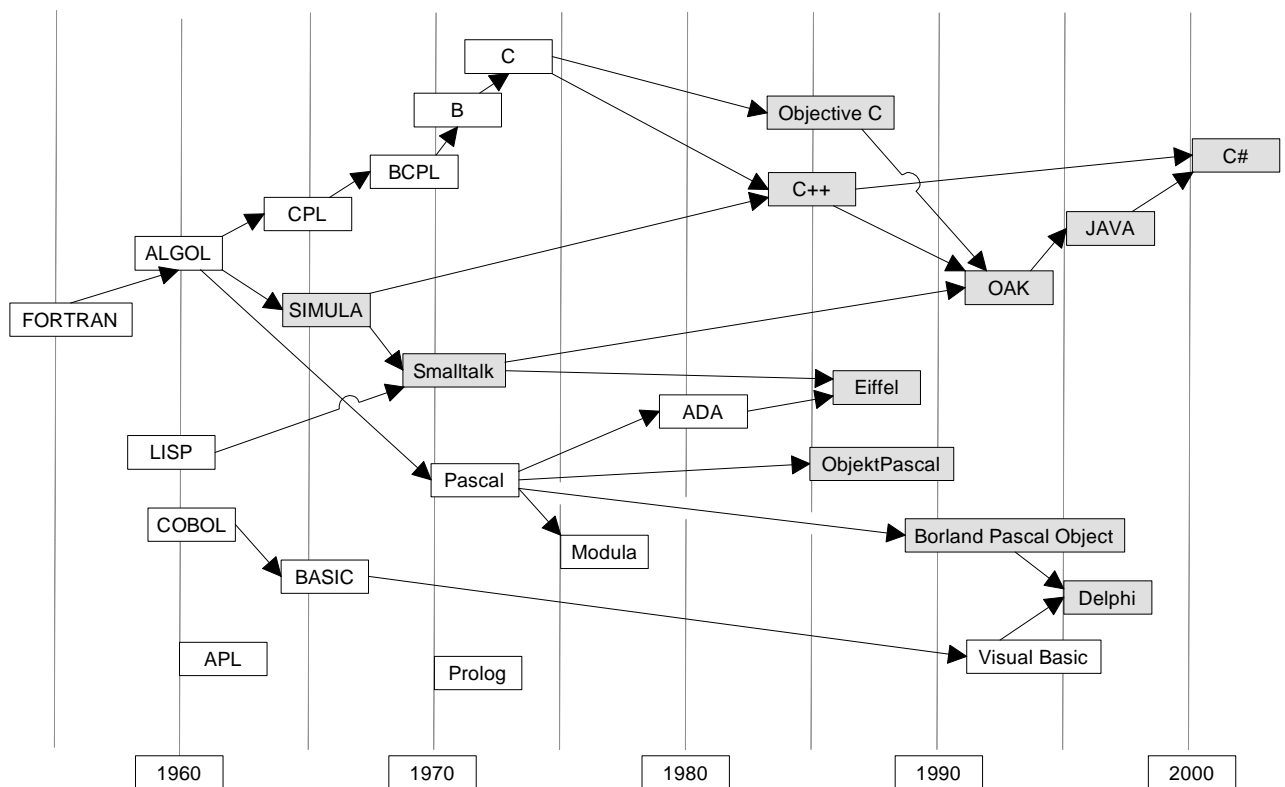 C
B
Objective C
C#
BCPL
C++
CPL
JAVA
ALGOL
OAK
SIMULA
FORTRAN
Smalltalk
Eiffel
ADA
LISP
ObjektPascal
Pascal
COBOL
Borland Pascal Object
Modula
BASIC
Delphi
APL
Visual Basic
Prolog
1960
1970
1980
1990
2000